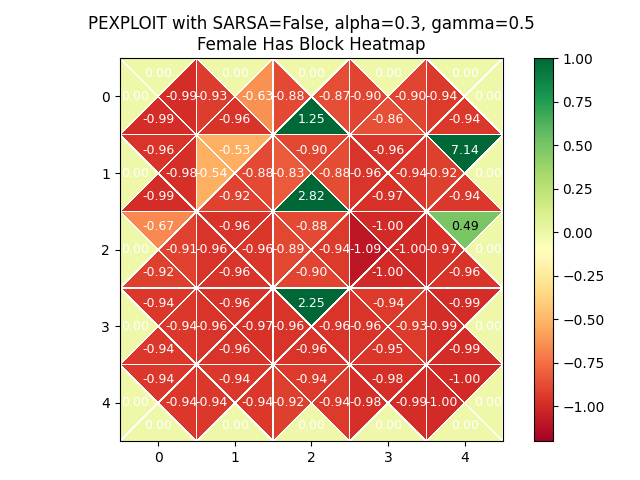 PEXPLOIT with SARSA=False, alpha=0.3, gamma=0.5
Female Has Block Heatmap
0.00 0.00 0.00 0.00 0.00
0 0.00 -0.99 -0.93 -0.63 -0.88 -0.87 -0.90 -0.90 -0.94 0.00
-0.99 -0.96 1.25 -0.86 -0.94
-0.96 -0.53 -0.90 -0.96 7.14
1 0.00 -0.98 -0.54 -0.88 -0.83 -0.88 -0.96 -0.94 -0.92 0.00
-0.99 -0.92 2.82 -0.97 -0.94
-0.67 -0.96 -0.88 -1.00 0.49
2 0.00 -0.91 -0.96 -0.96 -0.89 -0.94 -1.09 -1.00 -0.97 0.00
-0.92 -0.96 -0.90 -1.00 -0.96
-0.94 -0.96 2.25 -0.94 -0.99
3 0.00 -0.94 -0.96 -0.97 -0.96 -0.96 -0.96 -0.93 -0.99 0.00
-0.94 -0.96 -0.96 -0.95 -0.99
-0.94 -0.94 -0.94 -0.98 -1.00
4 0.00 -0.94 -0.94 -0.94 -0.92 -0.94 -0.98 -0.99 -1.00 0.00
0.00 0.00 0.00 0.00 0.00
0 1 2 3 4
1.00
0.75
0.50
0.25
0.00
−0.25
−0.50
−0.75
−1.00